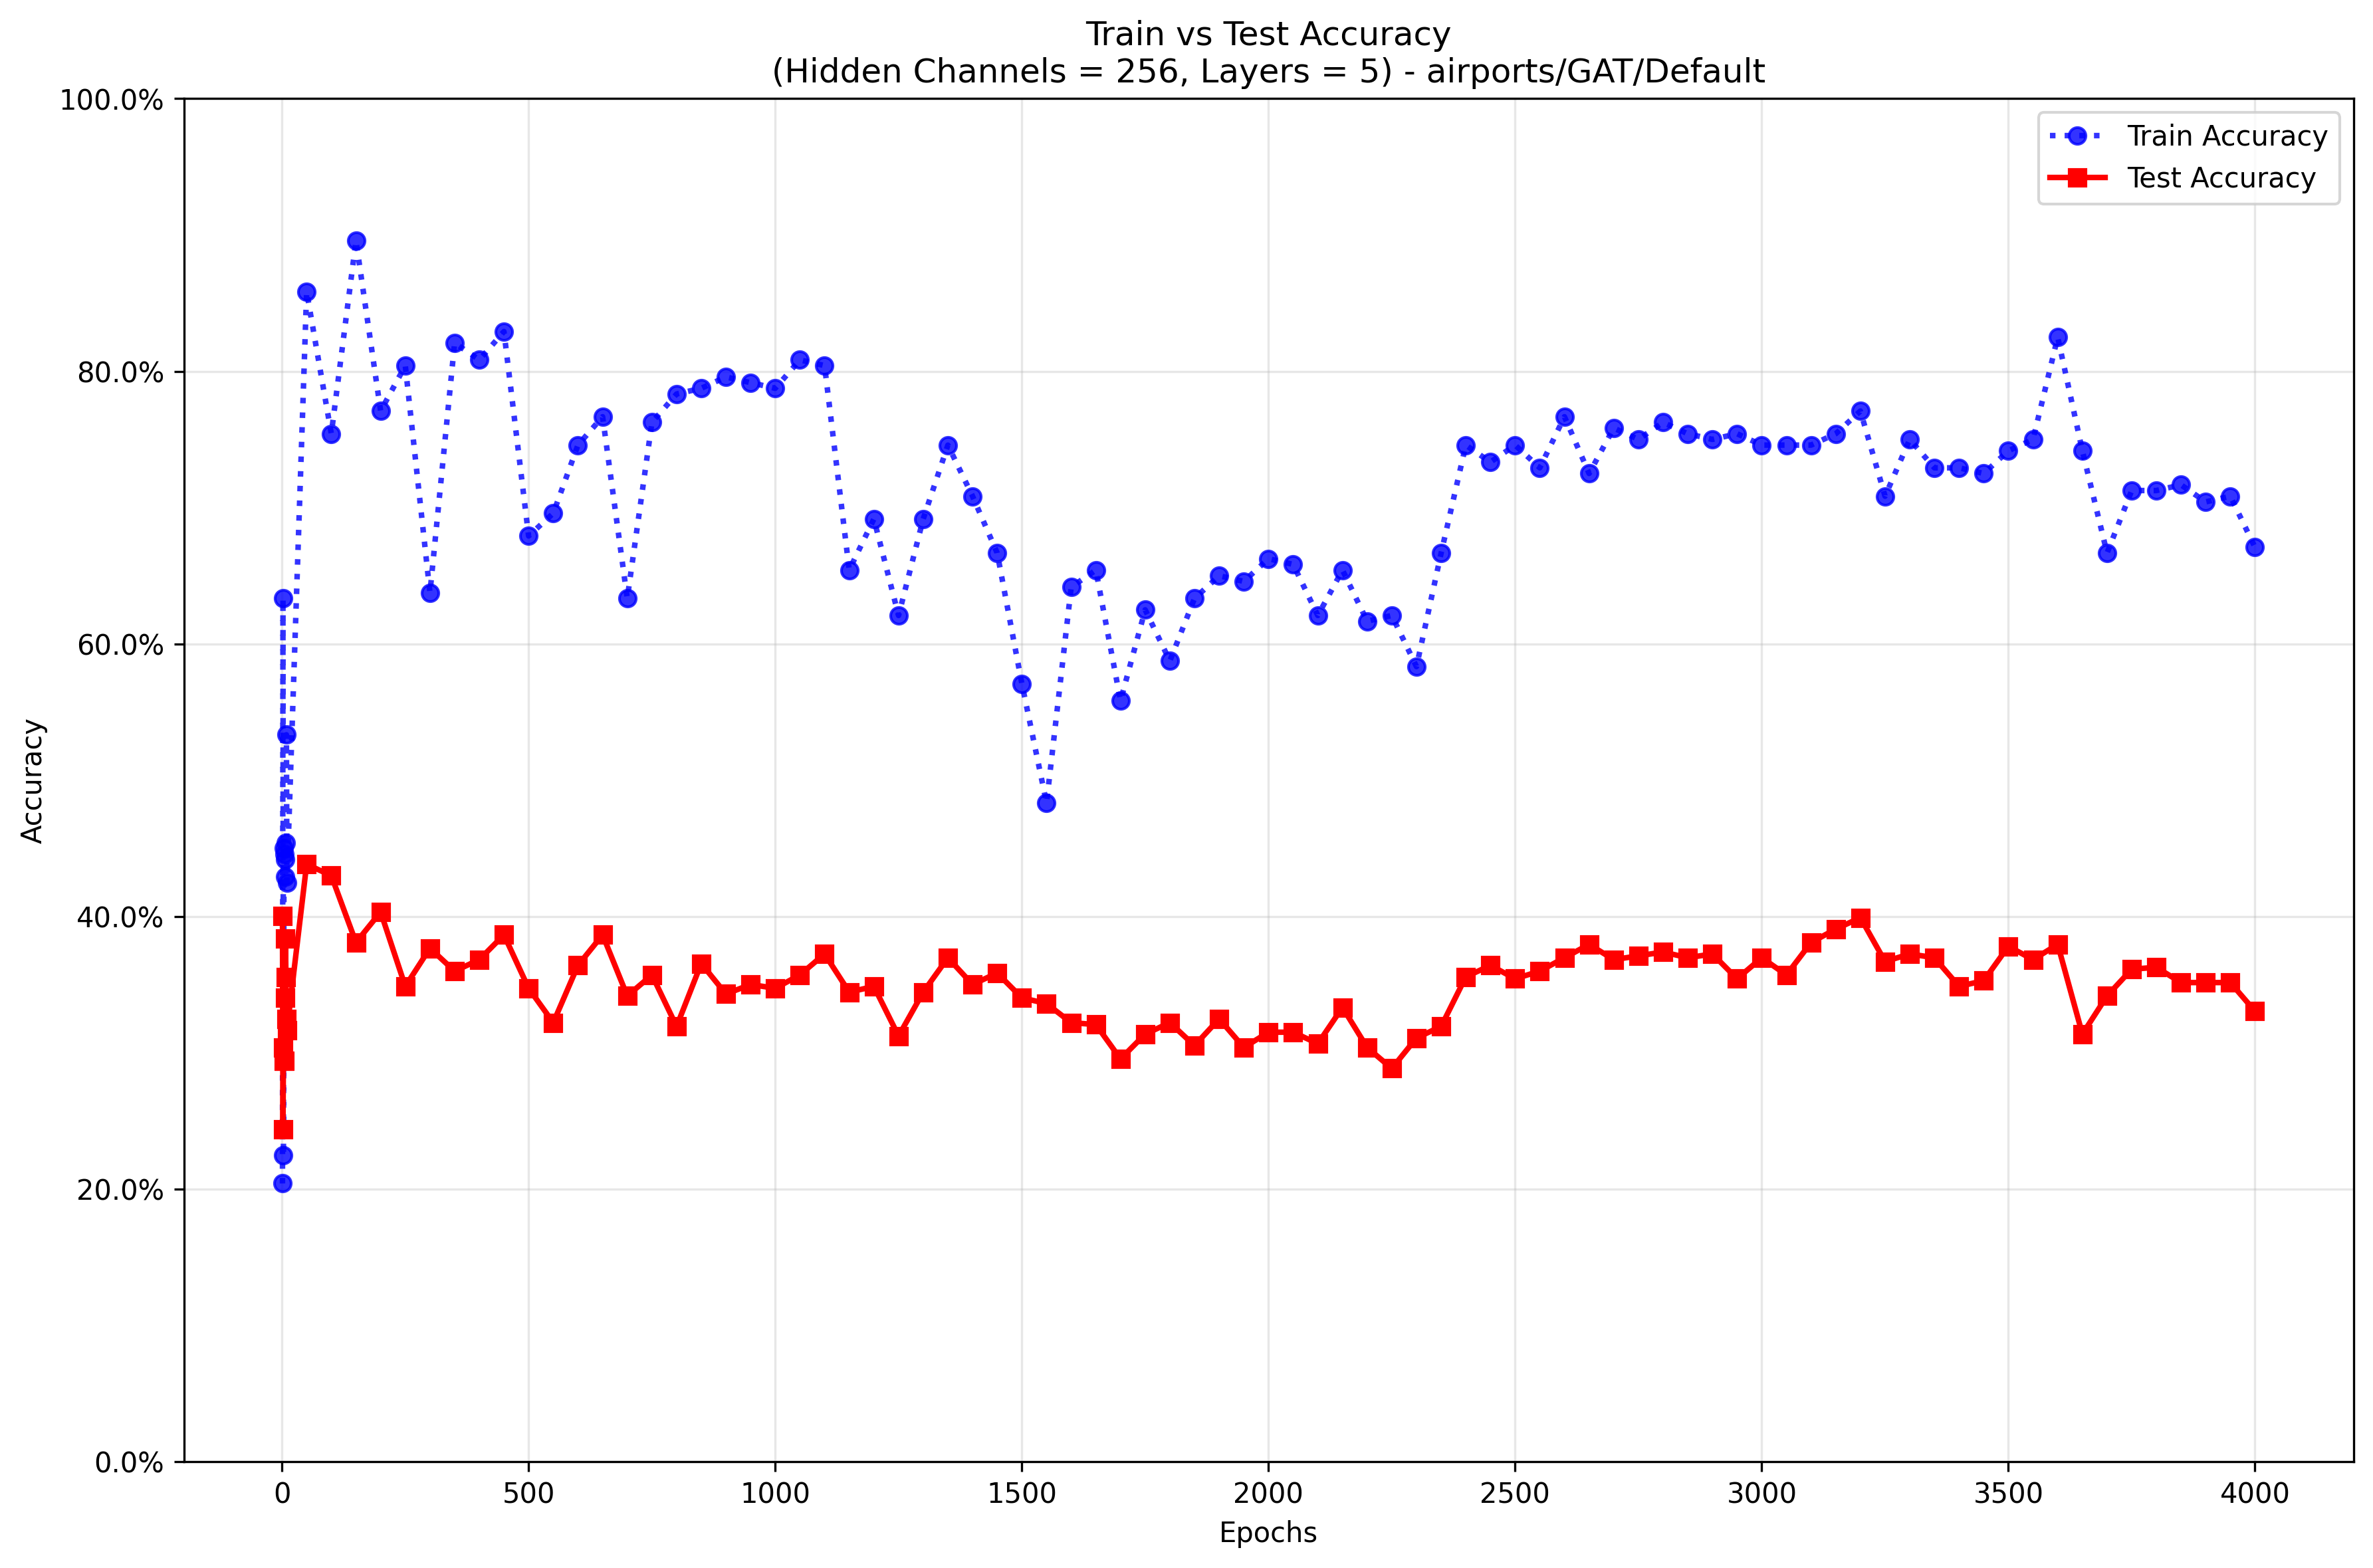 Train vs Test Accuracy
(Hidden Channels = 256, Layers = 5) - airports/GAT/Default
100.0%
80.0%
60.0%
40.0%
20.0%
0.0%
Accuracy
Train Accuracy
Test Accuracy
0
500
1000
1500
2000
2500
3000
3500
4000
Epochs